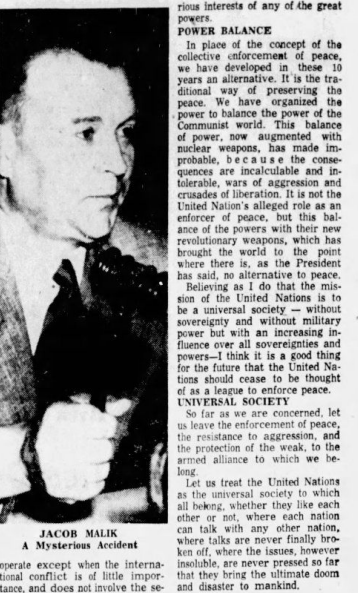 JACOB MALIK
A Mysterious Accident
operate except when the interna-
tional conflict is of little impor-
tance, and does not involve the se-
rious interests of any of the great
powers.
POWER BALANCE
In place of the concept of the
collective enforcement of peace,
we have developed in these 10
years an alternative. It is the tra-
ditional way of preserving the
peace. We have organized the
power to balance the power of the
Communist world. This balance
of power, now augmented with
nuclear weapons, has made im-
probable, because the conse-
quences are incalculable and in-
tolerable, wars of aggression and
crusades of liberation. It is not the
United Nation's alleged role as an
enforcer of peace, but this bal-
ance of the powers with their new
revolutionary weapons, which has
brought the world to the point
where there is, as the President
has said, no alternative to peace.
Believing as I do that the mis-
sion of the United Nations is to
be a universal society — without
sovereignty and without military
power but with an increasing in-
fluence over all sovereignties and
powers—I think it is a good thing
for the future that the United Na-
tions should cease to be thought
of as a league to enforce peace.
UNIVERSAL SOCIETY
So far as we are concerned, let
us leave the enforcement of peace,
the resistance to aggression, and
the protection of the weak, to the
armed alliance to which we be-
long.
Let us treat the United Nations
as the universal society to which
all belong, whether they like each
other or not, where each nation
can talk with any other nation,
where talks are never finally bro-
ken off, where the issues, however
insoluble, are never pressed so far
that they bring the ultimate doom
and disaster to mankind.